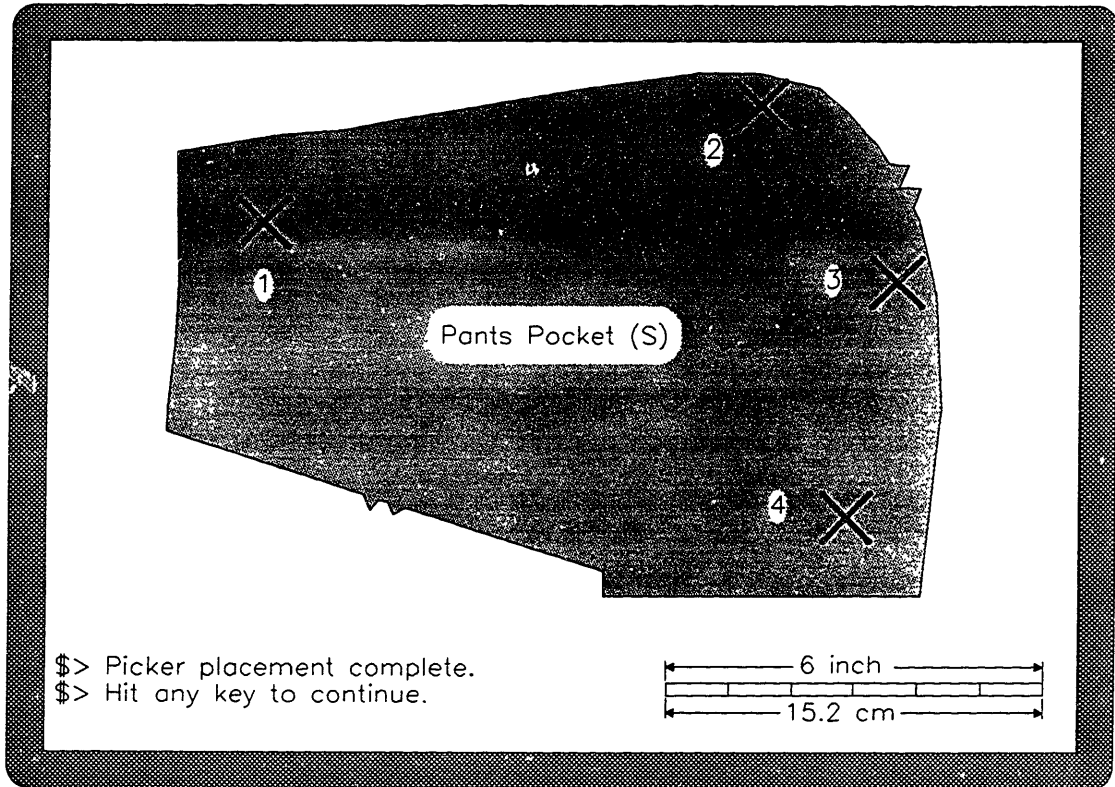 2
1
3
Pants Pocket (S)
4
$> Picker placement complete.
$> Hit any key to continue.
6 inch
15.2 cm